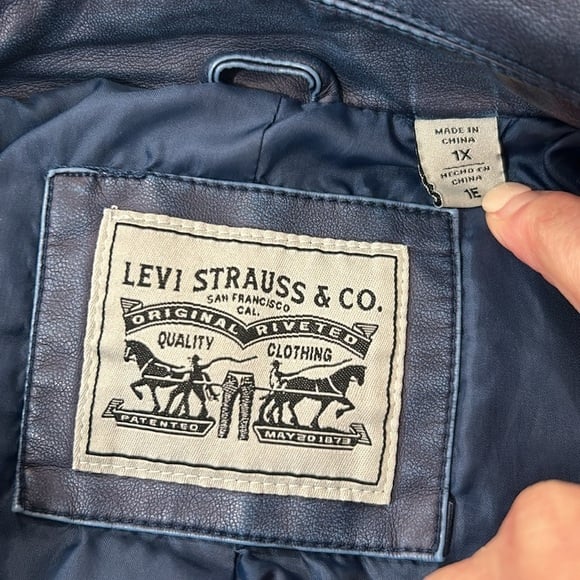 MADE IN
CHINA
1X
HECHO EN
CHINA
1E
LEVI STRAUSS & CO.
SAN FRANCISCO
CAL.
ORIGINAL RIVETED
QUALITY CLOTHING
PATENTED
MAY 20 1873